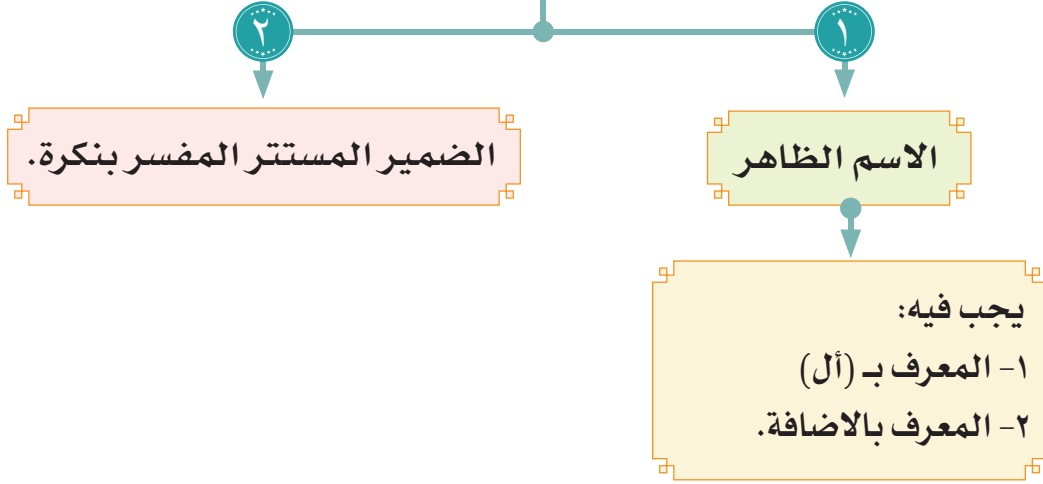 ١
٢
الاسم الظاهر
الضمير المستتر المفسر بنكرة.
يجب فيه:
١- المعرف بـ (أل)
٢- المعرف بالاضافة.